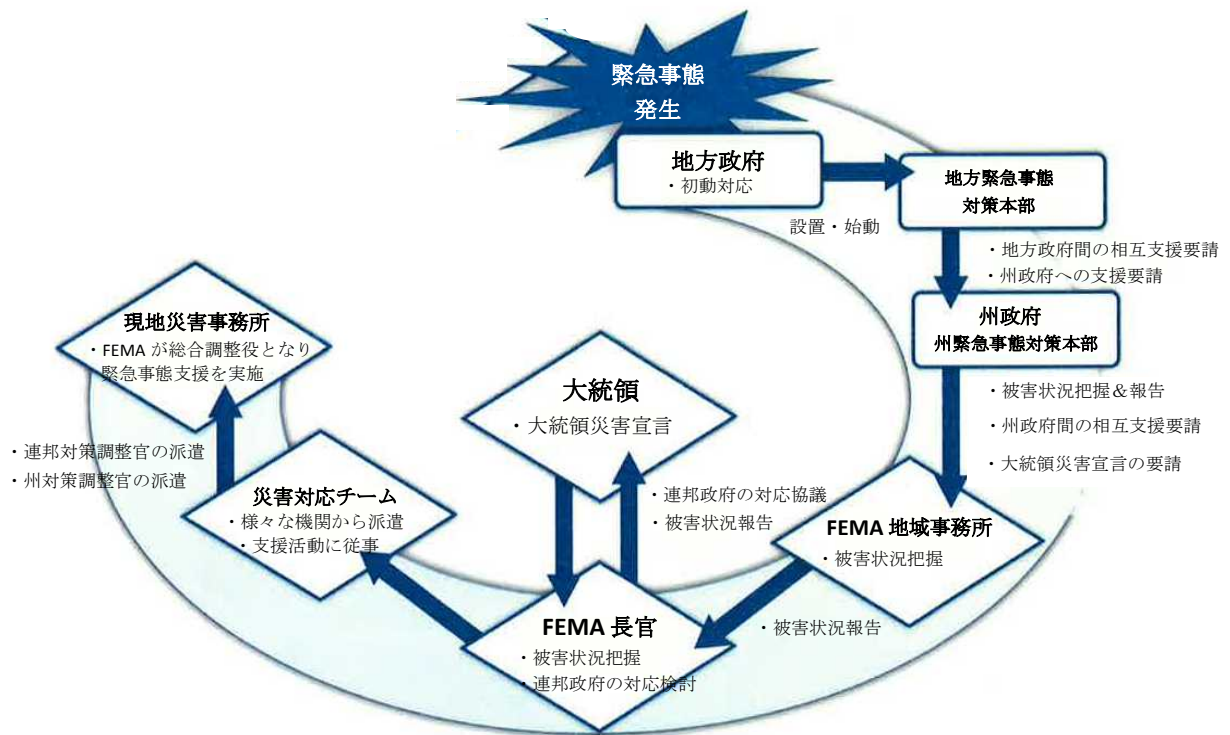 緊急事態
発生
地方政府
・初動対応
設置・始動
地方緊急事態
対策本部
・地方政府間の相互支援要請
・州政府への支援要請
州政府
州緊急事態対策本部
・被害状況把握＆報告
・州政府間の相互支援要請
・大統領災害宣言の要請
FEMA 地域事務所
・被害状況把握
・被害状況報告
FEMA 長官
・被害状況把握
・連邦政府の対応検討
・連邦政府の対応協議
・被害状況報告
大統領
・大統領災害宣言
災害対応チーム
・様々な機関から派遣
・支援活動に従事
・連邦対策調整官の派遣
・州対策調整官の派遣
現地災害事務所
・FEMA が総合調整役となり
緊急事態支援を実施